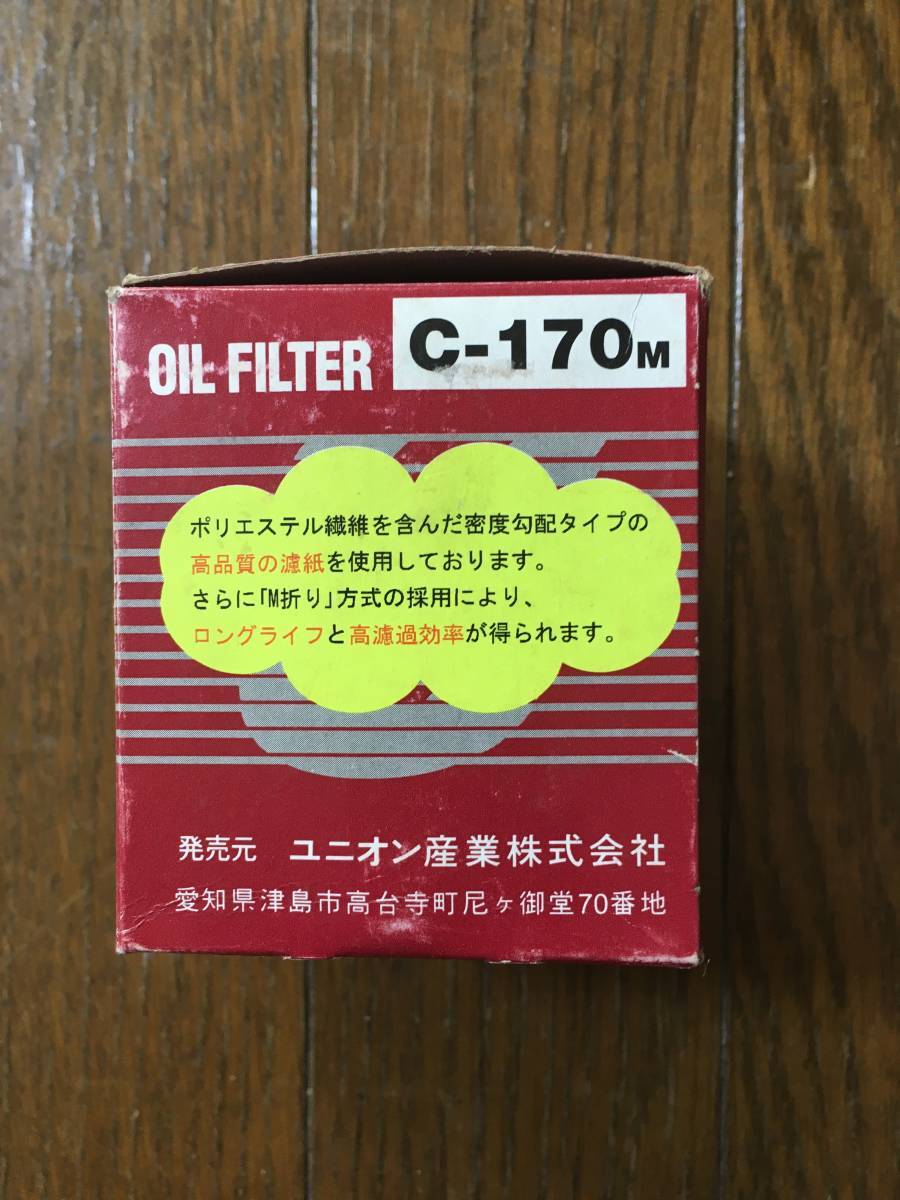 OIL FILTER C-170M
ポリエステル繊維を含んだ密度勾配タイプの
高品質の濾紙を使用しております。
さらに「M折り」方式の採用により、
ロングライフと高濾過効率が得られます。
発売元 ユニオン産業株式会社
愛知県津島市高台寺町尼ヶ御堂70番地